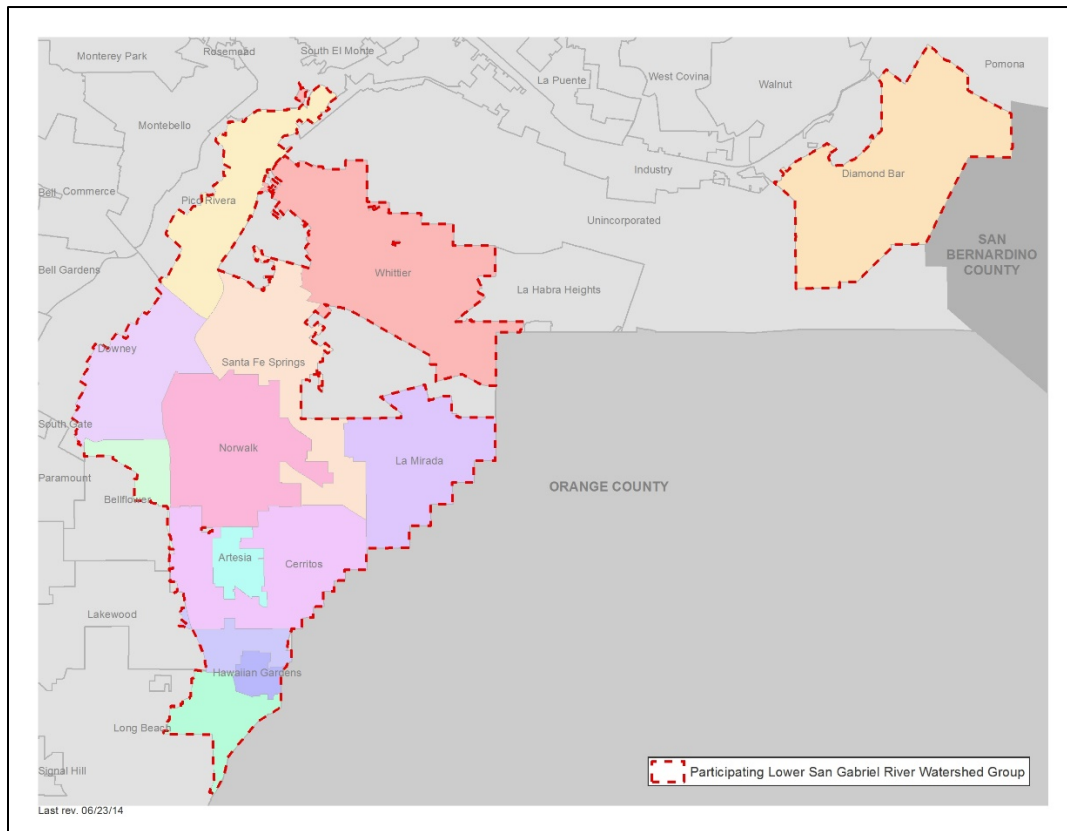 Monterey Park
Rosemead
South El Monte
La Puente
West Covina
Walnut
Pomona
Montebello
Industry
Diamond Bar
Bell
Commerce
Pico Rivera
Unincorporated
SAN
BERNARDINO
COUNTY
Bell Gardens
Whittier
La Habra Heights
Downey
Santa Fe Springs
South Gate
Norwalk
La Mirada
Paramount
Bellflower
ORANGE COUNTY
Artesia
Cerritos
Lakewood
Hawaiian Gardens
Long Beach
Signal Hill
Participating Lower San Gabriel River Watershed Group
Last rev. 06/23/14